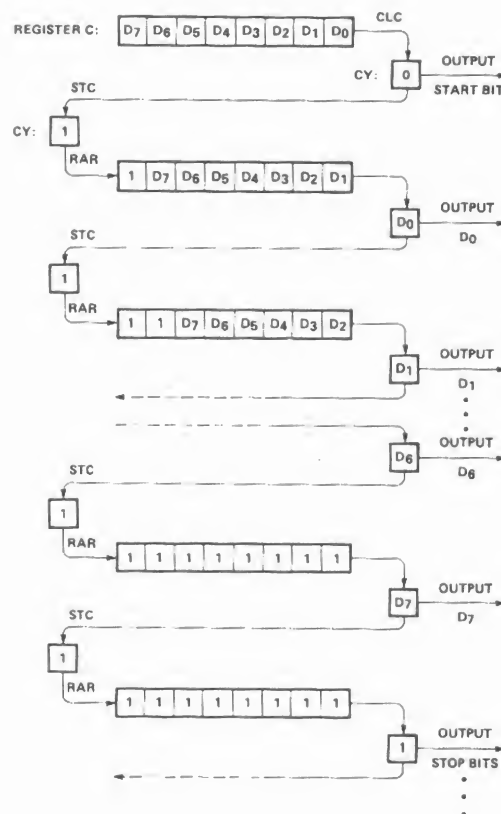 CLC
REGISTER C: D7 D6 D5 D4 D3 D2 D1 D0
OUTPUT
CY: 0
START BIT
STC
CY: 1
RAR
1 D7 D6 D5 D4 D3 D2 D1
OUTPUT
D0
D0
STC
1
RAR
1 1 D7 D6 D5 D4 D3 D2
OUTPUT
D1
D1
OUTPUT
D6
D6
STC
1
RAR
1 1 1 1 1 1 1 1
OUTPUT
D7
D7
STC
1
RAR
1 1 1 1 1 1 1 1
OUTPUT
1
STOP BITS